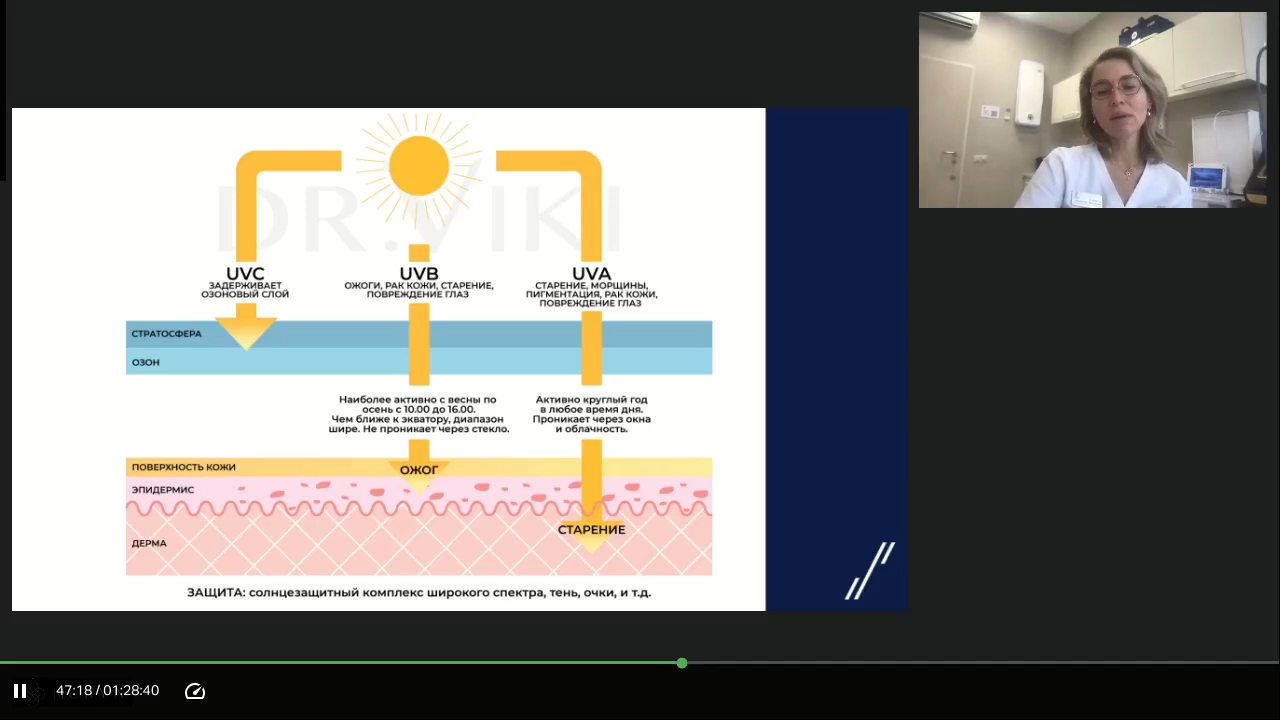 DR.VIKI
UVC
ЗАДЕРЖИВАЕТ
ОЗОНОВЫЙ СЛОЙ
UVB
ОЖОГИ, РАК КОЖИ, СТАРЕНИЕ,
ПОВРЕЖДЕНИЕ ГЛАЗ
UVA
СТАРЕНИЕ, МОРЩИНЫ,
ПИГМЕНТАЦИЯ, РАК КОЖИ,
ПОВРЕЖДЕНИЕ ГЛАЗ
СТРАТОСФЕРА
ОЗОН
Наиболее активно с весны по
осень с 10.00 до 16.00.
Чем ближе к экватору, диапазон
шире. Не проникает через стекло.
Активно круглый год
в любое время дня.
Проникает через окна
и облачность.
ПОВЕРХНОСТЬ КОЖИ
ОЖОГ
ЭПИДЕРМИС
СТАРЕНИЕ
ДЕРМА
ЗАЩИТА: солнцезащитный комплекс широкого спектра, тень, очки, и т.д.
47:18 / 01:28:40